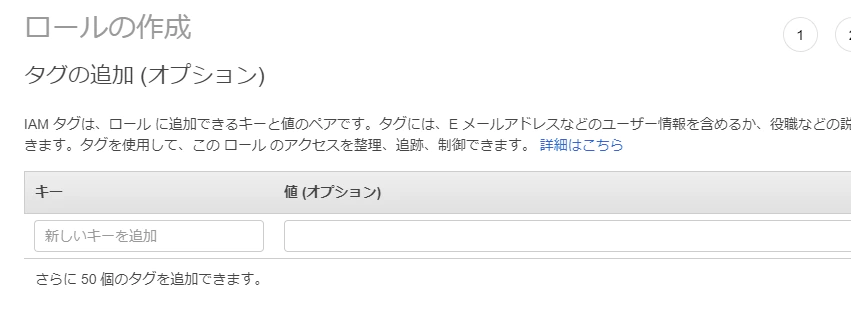 ロールの作成
1
2
タグの追加 (オプション)
IAM タグは、ロール に追加できるキーと値のペアです。タグには、E メールアドレスなどのユーザー情報を含めるか、役職などの説
きます。タグを使用して、この ロール のアクセスを整理、追跡、制御できます。 詳細はこちら
キー 値 (オプション)
新しいキーを追加
さらに 50 個のタグを追加できます。